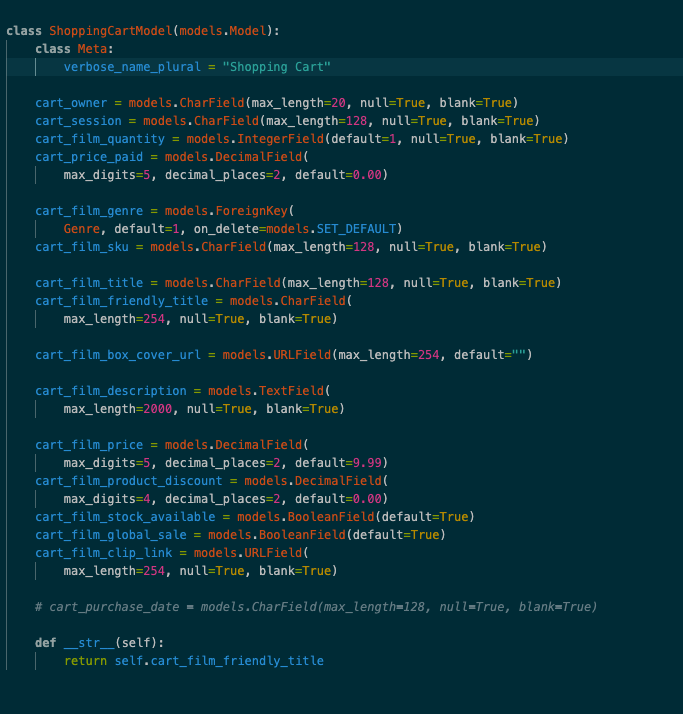 class ShoppingCartModel(models.Model):
    class Meta:
        verbose_name_plural = "Shopping Cart"

    cart_owner = models.CharField(max_length=20, null=True, blank=True)
    cart_session = models.CharField(max_length=128, null=True, blank=True)
    cart_film_quantity = models.IntegerField(default=1, null=True, blank=True)
    cart_price_paid = models.DecimalField(
        max_digits=5, decimal_places=2, default=0.00)

    cart_film_genre = models.ForeignKey(
        Genre, default=1, on_delete=models.SET_DEFAULT)
    cart_film_sku = models.CharField(max_length=128, null=True, blank=True)

    cart_film_title = models.CharField(max_length=128, null=True, blank=True)
    cart_film_friendly_title = models.CharField(
        max_length=254, null=True, blank=True)

    cart_film_box_cover_url = models.URLField(max_length=254, default="")

    cart_film_description = models.TextField(
        max_length=2000, null=True, blank=True)

    cart_film_price = models.DecimalField(
        max_digits=5, decimal_places=2, default=9.99)
    cart_film_product_discount = models.DecimalField(
        max_digits=4, decimal_places=2, default=0.00)
    cart_film_stock_available = models.BooleanField(default=True)
    cart_film_global_sale = models.BooleanField(default=True)
    cart_film_clip_link = models.URLField(
        max_length=254, null=True, blank=True)

    # cart_purchase_date = models.CharField(max_length=128, null=True, blank=True)

    def __str__(self):
        return self.cart_film_friendly_title